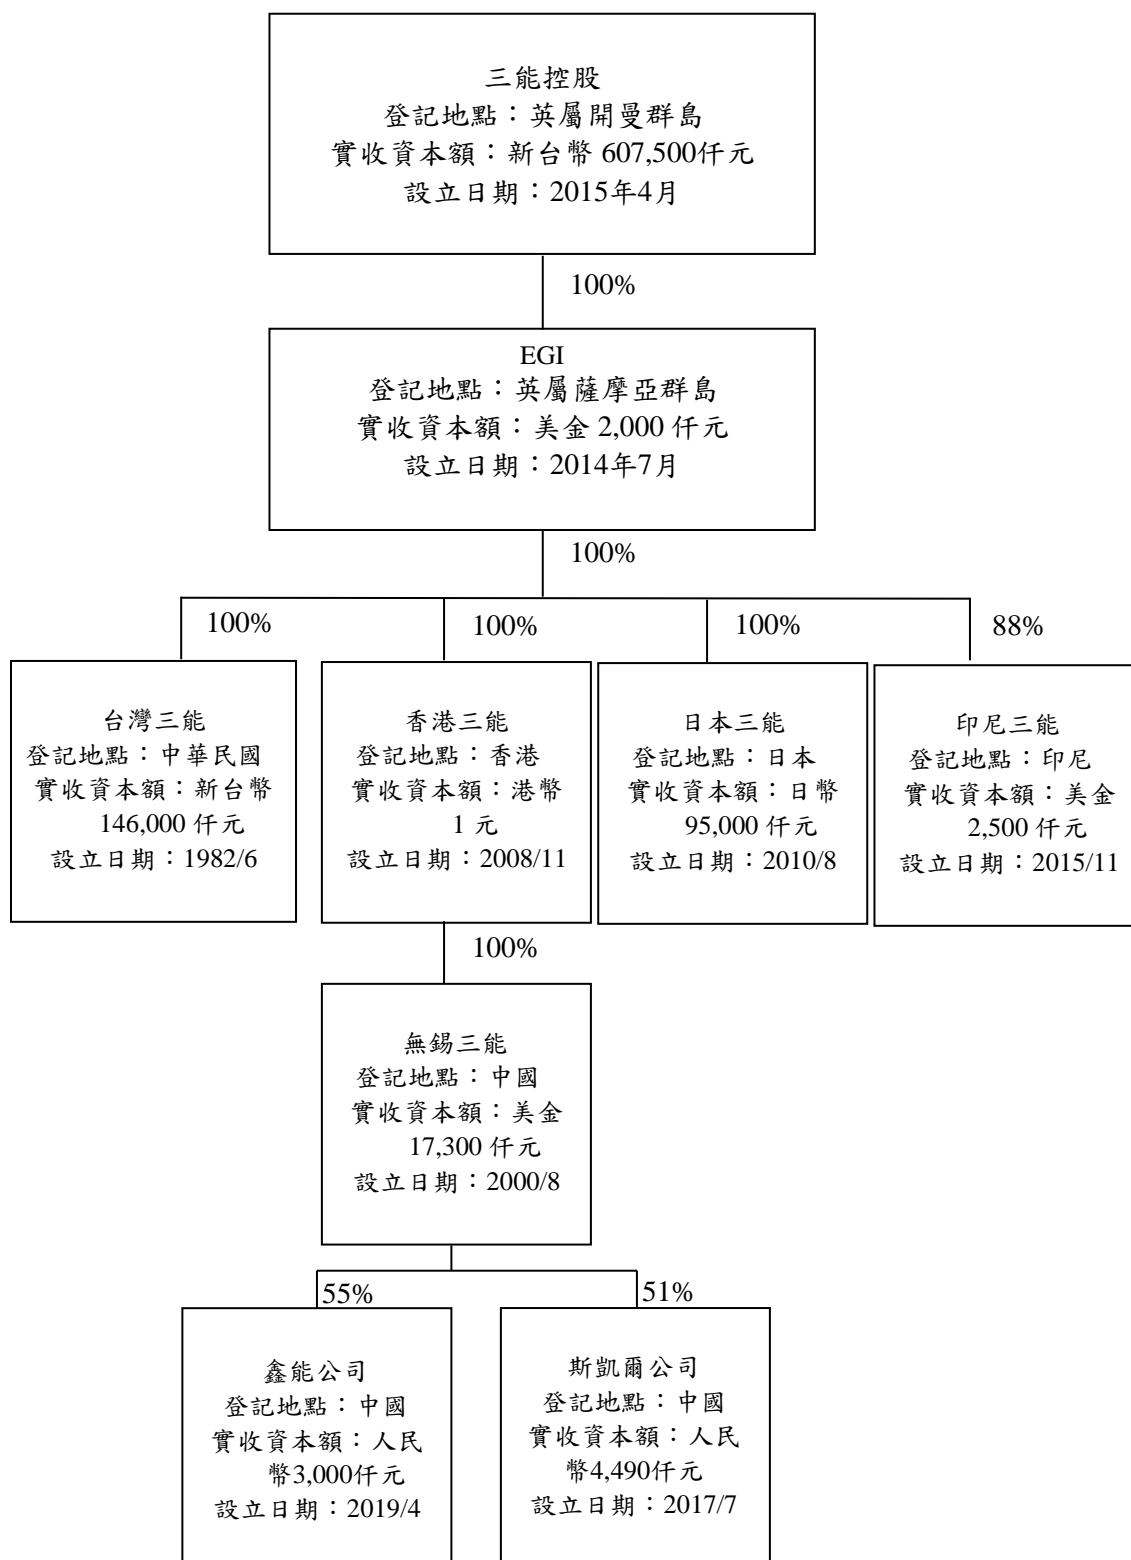 三能控股
登記地點：英屬開曼群島
實收資本額：新台幣 607,500仟元
設立日期：2015年4月
100%
EGI
登記地點：英屬薩摩亞群島
實收資本額：美金 2,000 仟元
設立日期：2014年7月
100%
100%
100%
100%
88%
台灣三能
登記地點：中華民國
實收資本額：新台幣
146,000 仟元
設立日期：1982/6
香港三能
登記地點：香港
實收資本額：港幣
1 元
設立日期：2008/11
日本三能
登記地點：日本
實收資本額：日幣
95,000 仟元
設立日期：2010/8
印尼三能
登記地點：印尼
實收資本額：美金
2,500 仟元
設立日期：2015/11
100%
無錫三能
登記地點：中國
實收資本額：美金
17,300 仟元
設立日期：2000/8
55%
51%
鑫能公司
登記地點：中國
實收資本額：人民
幣3,000仟元
設立日期：2019/4
斯凱爾公司
登記地點：中國
實收資本額：人民
幣4,490仟元
設立日期：2017/7